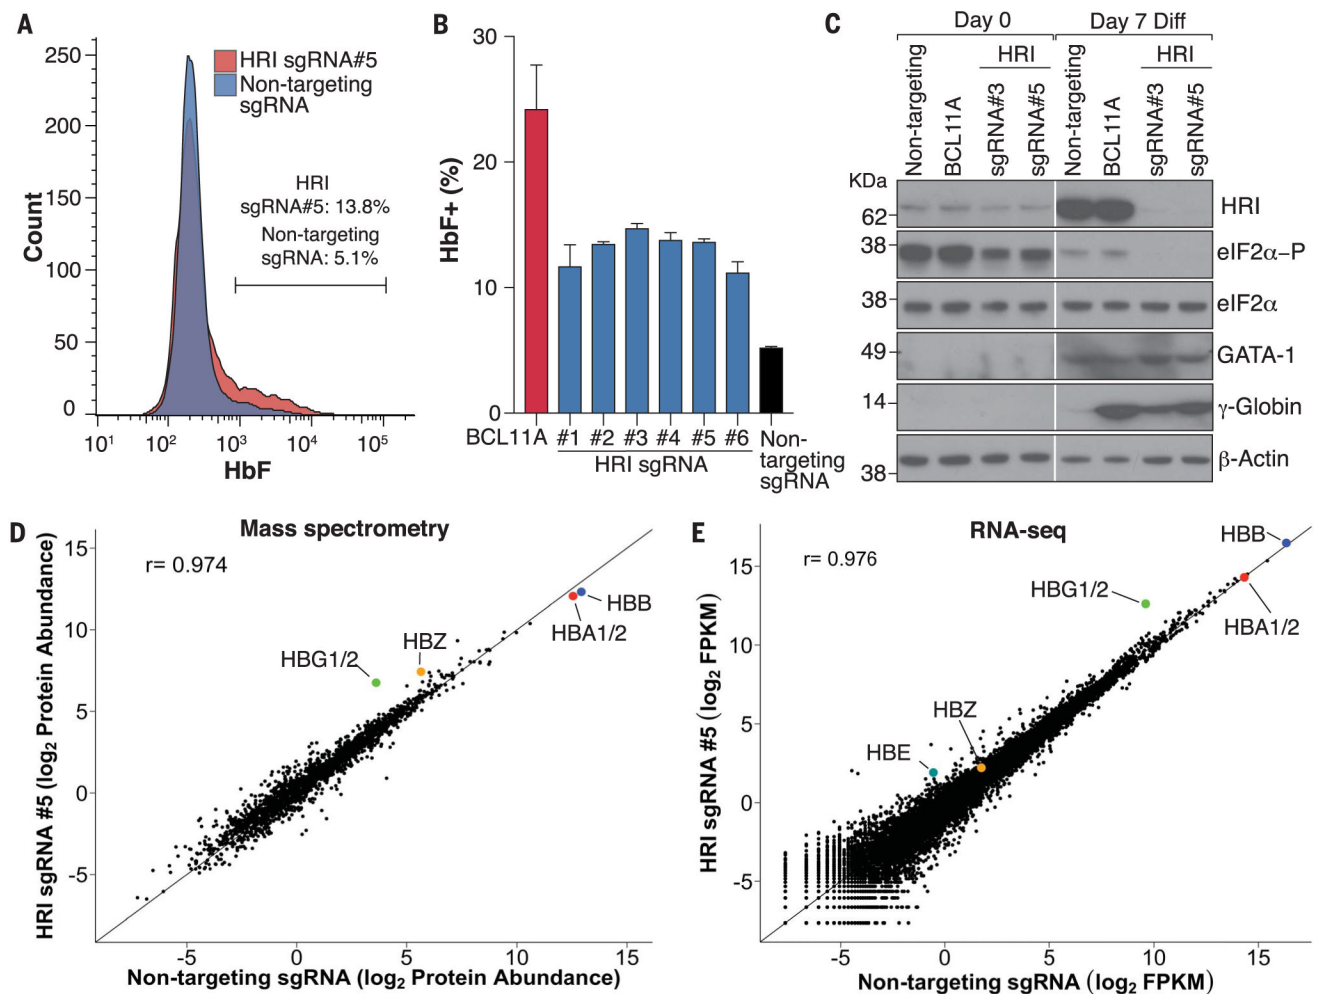 A
250
200
150
100
50
0
Count
HRI sgRNA#5
Non-targeting
sgRNA
HRI
sgRNA#5: 13.8%
Non-targeting
sgRNA: 5.1%
10¹ 10² 10³ 10⁴ 10⁵
HbF
B
30
20
10
0
HbF+ (%)
BCL11A #1 #2 #3 #4 #5 #6 Non-
targeting
sgRNA
HRI sgRNA
C
Day 0 Day 7 Diff
HRI HRI
Non-targeting BCL11A sgRNA#3 sgRNA#5 Non-targeting BCL11A sgRNA#3 sgRNA#5
KDa
62 HRI
38 eIF2α–P
38 eIF2α
49 GATA-1
14 γ-Globin
38 β-Actin
D
Mass spectrometry
r= 0.974
15
10
5
0
-5
HRI sgRNA #5 (log₂ Protein Abundance)
HBG1/2
HBZ
HBB
HBA1/2
-5 0 5 10 15
Non-targeting sgRNA (log₂ Protein Abundance)
E
RNA-seq
r= 0.976
15
10
5
0
-5
HRI sgRNA #5 (log₂ FPKM)
HBB
HBG1/2
HBA1/2
HBZ
HBE
-5 0 5 10 15
Non-targeting sgRNA (log₂ FPKM)